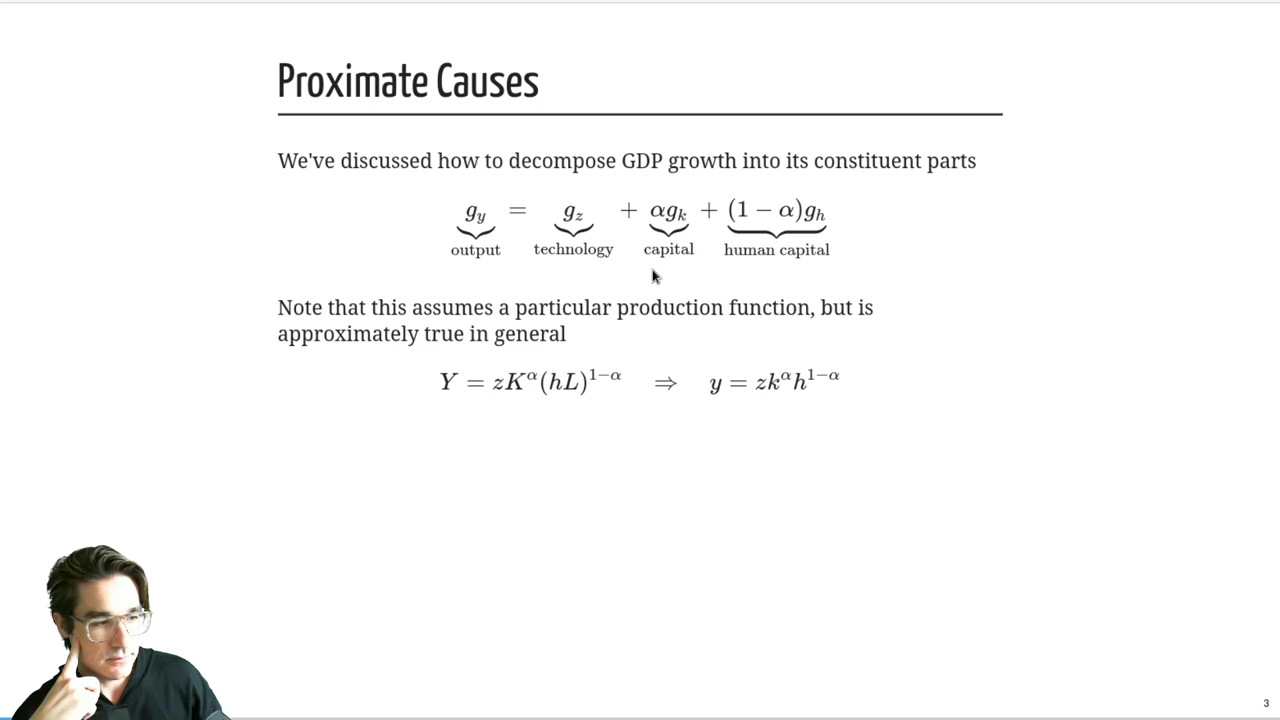 Proximate Causes
We've discussed how to decompose GDP growth into its constituent parts
g_y = g_z + αg_k + (1 − α)g_h
output technology capital human capital
Note that this assumes a particular production function, but is
approximately true in general
Y = zK^α(hL)^{1−α} ⇒ y = zk^αh^{1−α}
3